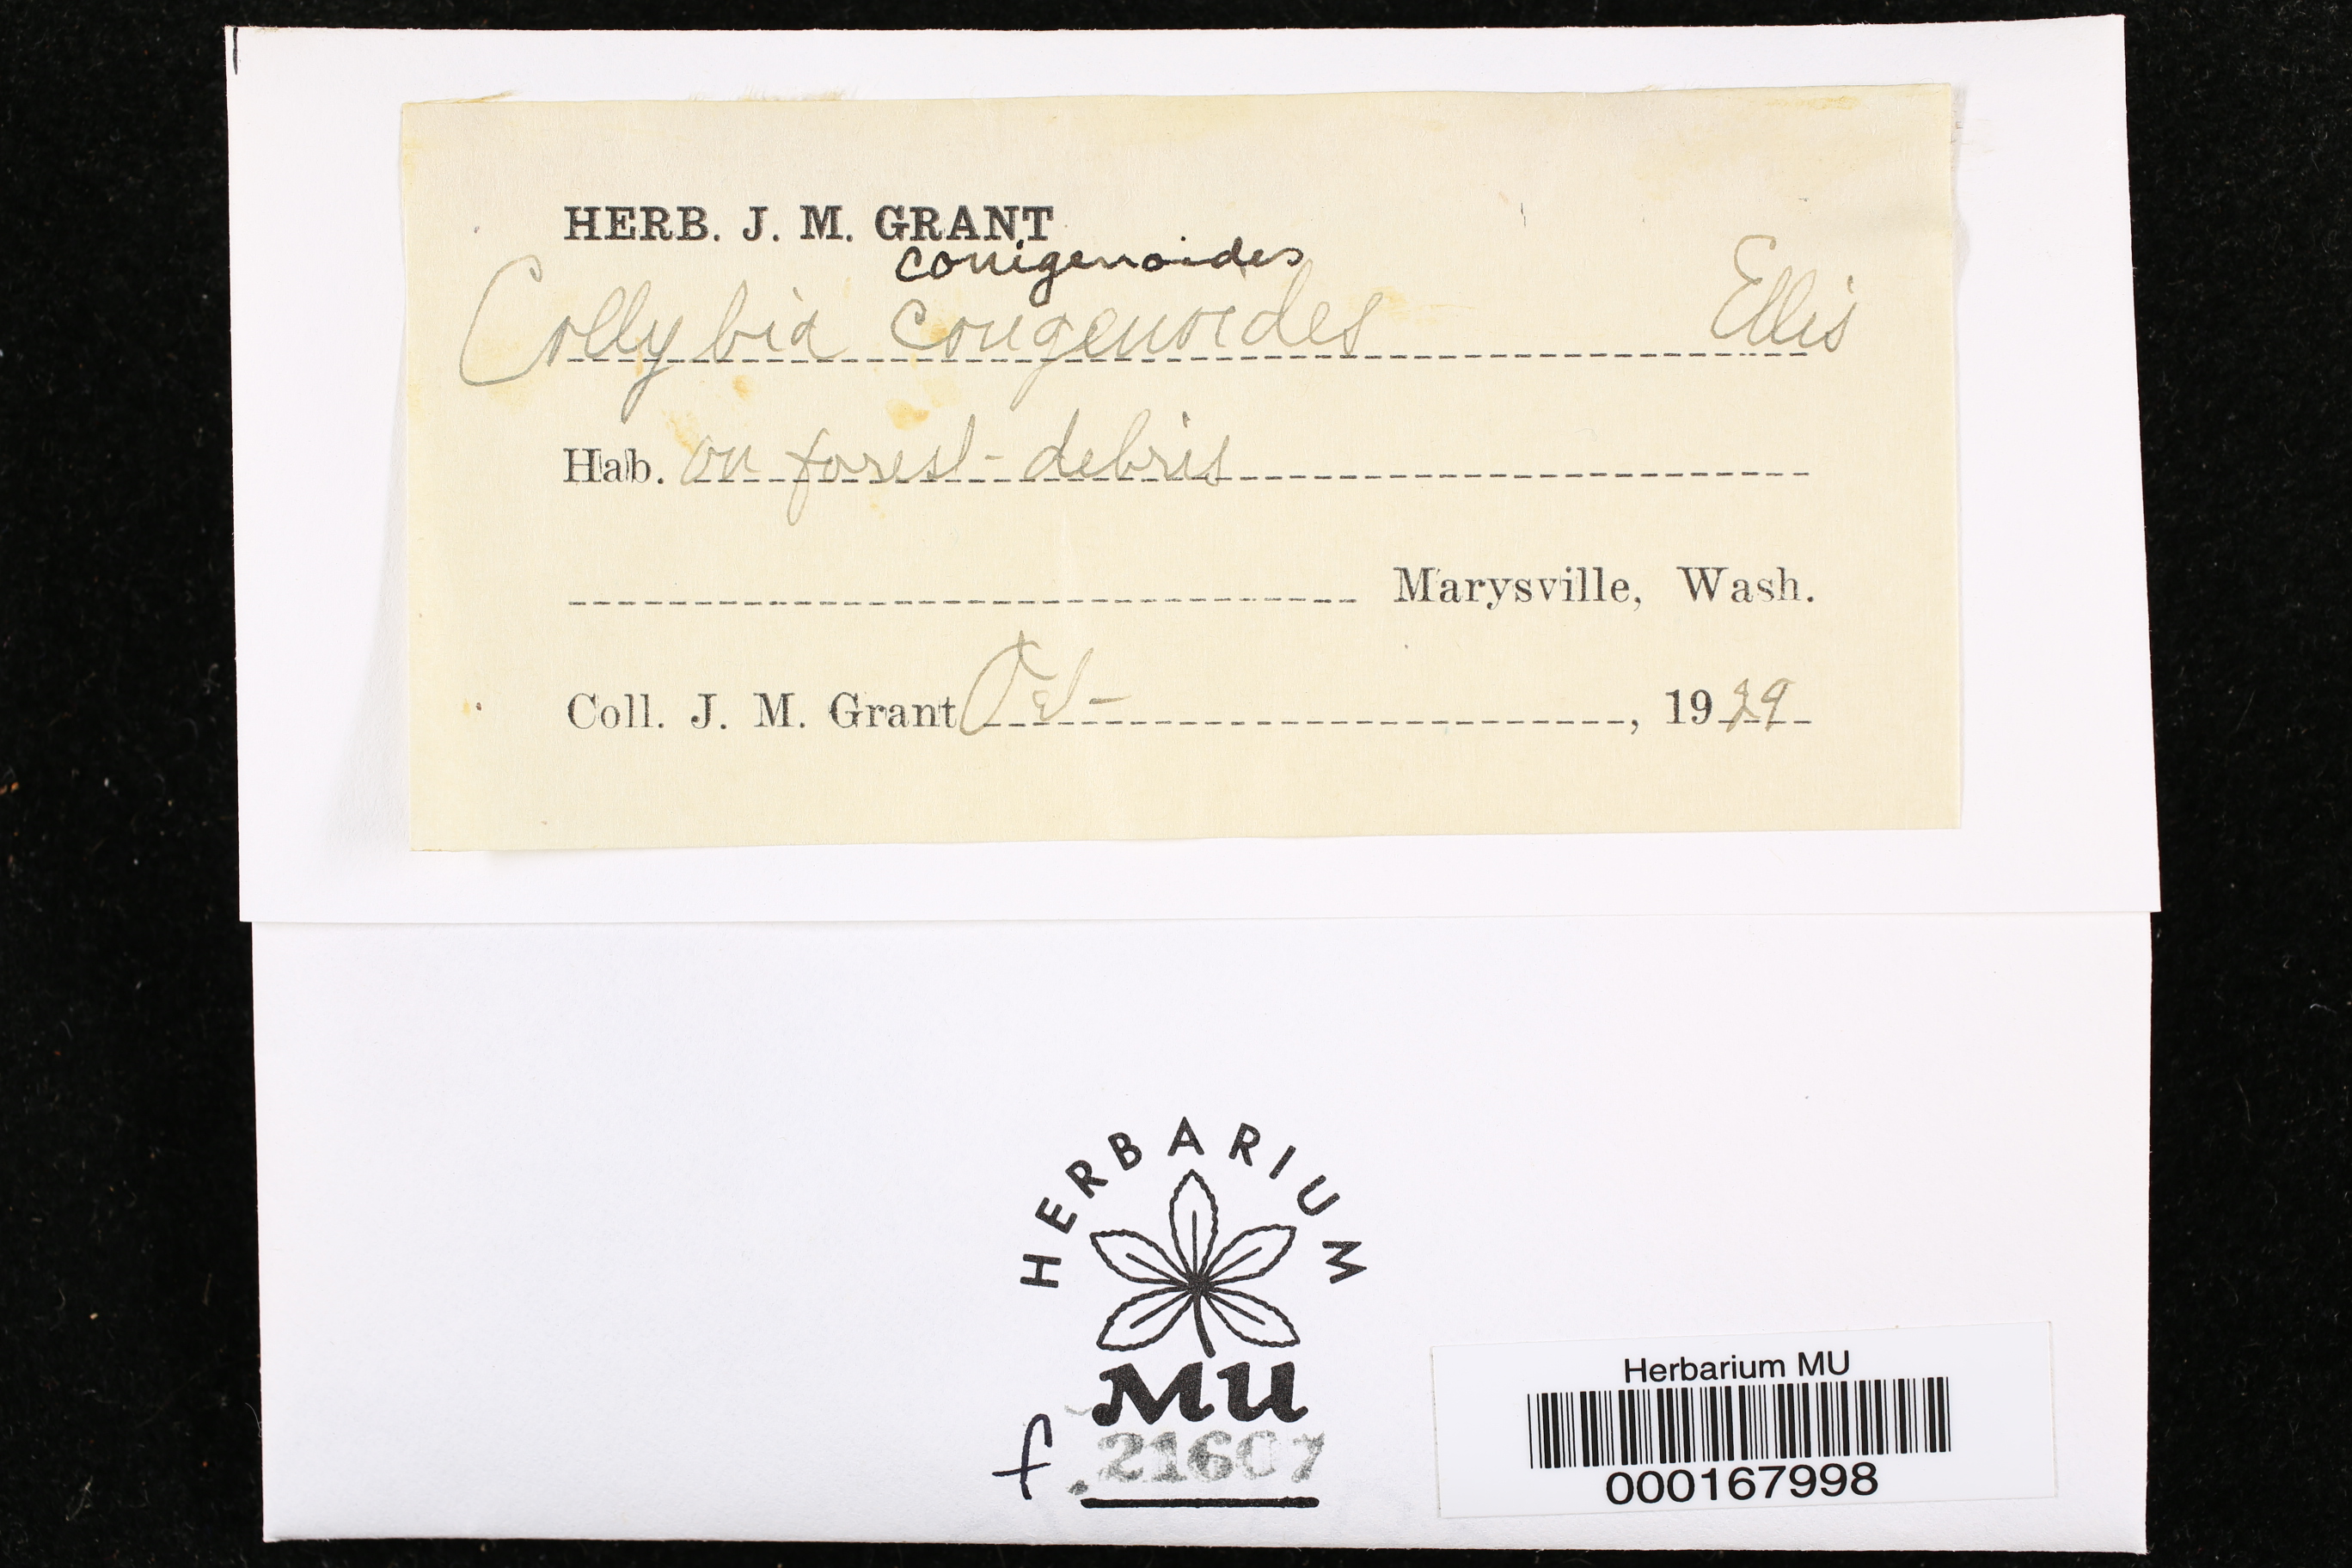 HERB. J. M. GRANT
conigenoides
Collybia conigenoides Ellis
Hab. on forest-debris
Marysville, Wash.
Coll. J. M. Grant Oct-, 1929
HERBARIUM
MU
f. 21607
Herbarium MU
000167998